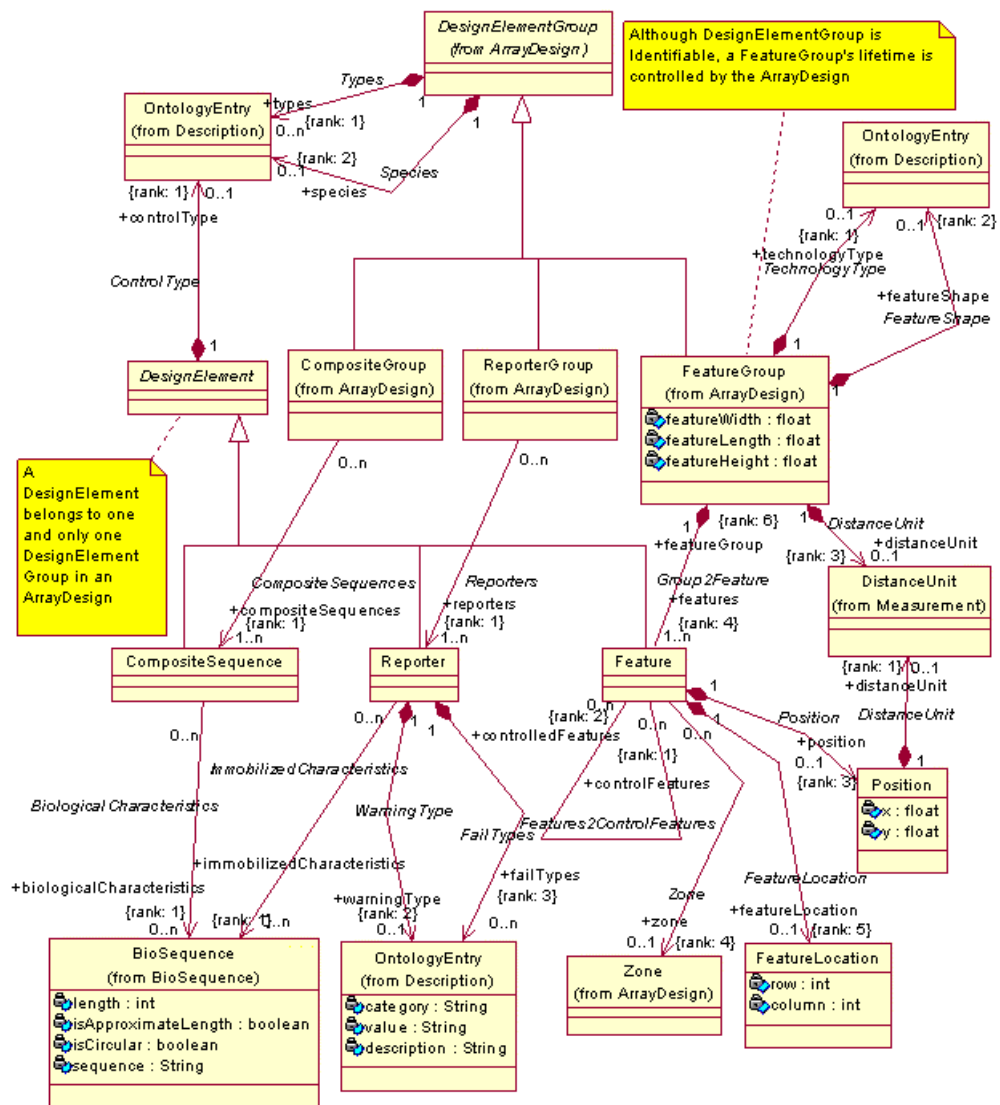 DesignElementGroup
(from ArrayDesign )
Although DesignElementGroup is
Identifiable, a FeatureGroup's lifetime is
controlled by the ArrayDesign
Types
1
1
+types
0..n
{rank: 1}
OntologyEntry
(from Description)
{rank: 2}
0..1
Species
+species
{rank: 1}
0..1
+controlType
OntologyEntry
(from Description)
0..1
{rank: 1}
0..1
{rank: 2}
+technologyType
TechnologyType
+featureShape
FeatureShape
ControlType
1
DesignElement
CompositeGroup
(from ArrayDesign)
ReporterGroup
(from ArrayDesign)
1
1
FeatureGroup
(from ArrayDesign)
featureWidth : float
featureLength : float
featureHeight : float
A
DesignElement
belongs to one
and only one
DesignElement
Group in an
ArrayDesign
0..n
0..n
1
{rank: 6}
+featureGroup
1
DistanceUnit
+distanceUnit
{rank: 3}
0..1
CompositeSequences
+compositeSequences
{rank: 1}
1..n
Reporters
+reporters
{rank: 1}
1..n
Group2Feature
+features
{rank: 4}
1..n
DistanceUnit
(from Measurement)
CompositeSequence
Reporter
Feature
{rank: 1}
0..1
+distanceUnit
DistanceUnit
0..n
0..n
1
1
+controlledFeatures
0..n
{rank: 2}
0..n
{rank: 1}
+controlFeatures
0..n
1
1
Position
+position
0..1
{rank: 3}
1
Position
x : float
y : float
ImmobilizedCharacteristics
BiologicalCharacteristics
WarningType
FailTypes
Features2ControlFeatures
+immobilizedCharacteristics
+biologicalCharacteristics
{rank: 1}
0..n
{rank: 1}
0..n
+warningType
{rank: 2}
0..1
+failTypes
{rank: 3}
0..n
Zone
+zone
0..1
{rank: 4}
FeatureLocation
+featureLocation
0..1
{rank: 5}
BioSequence
(from BioSequence)
length : int
isApproximateLength : boolean
isCircular : boolean
sequence : String
OntologyEntry
(from Description)
category : String
value : String
description : String
Zone
(from ArrayDesign)
FeatureLocation
row : int
column : int